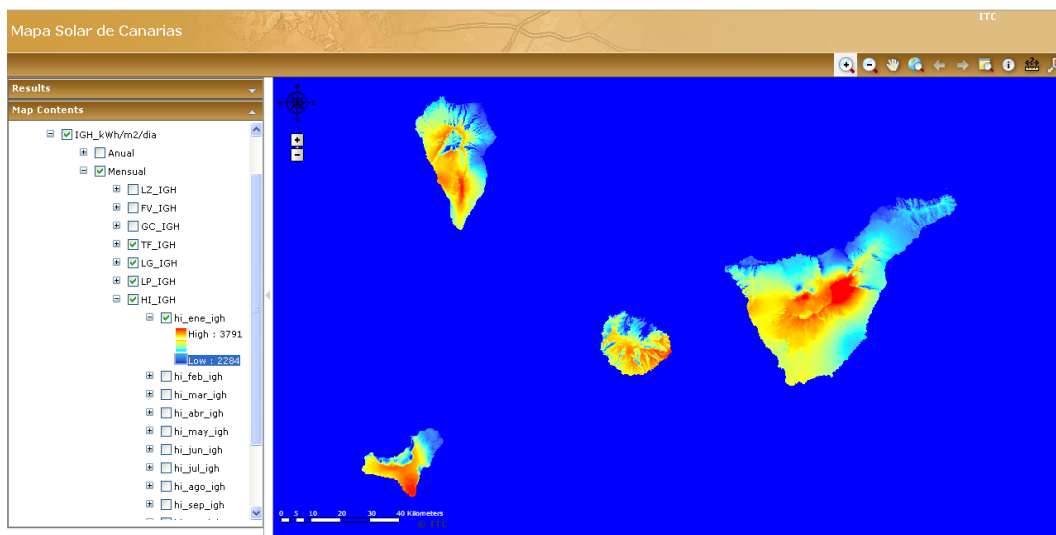 ITC
Mapa Solar de Canarias
Results
Map Contents
IGH_kWh/m2/dia
Anual
Mensual
LZ_IGH
FV_IGH
GC_IGH
TF_IGH
LG_IGH
LP_IGH
HI_IGH
hi_ene_igh
High : 3791
Low : 2284
hi_feb_igh
hi_mar_igh
hi_abr_igh
hi_may_igh
hi_jun_igh
hi_jul_igh
hi_ago_igh
hi_sep_igh
0 5 10 20 30 40 Kilometers
© ITC